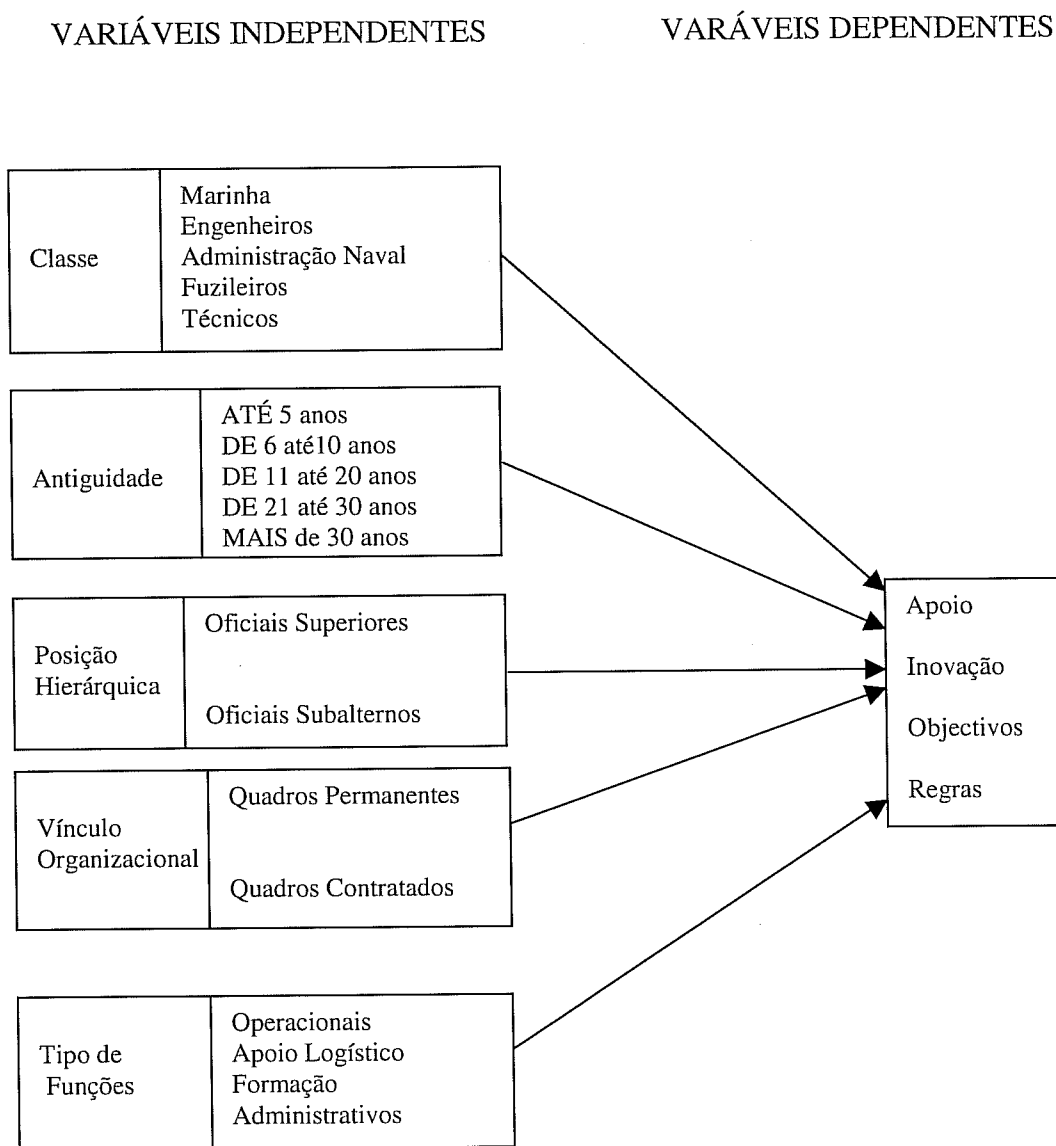 VARIÁVEIS INDEPENDENTES
VARÁVEIS DEPENDENTES
Classe
Marinha
Engenheiros
Administração Naval
Fuzileiros
Técnicos
Antiguidade
ATÉ 5 anos
DE 6 até10 anos
DE 11 até 20 anos
DE 21 até 30 anos
MAIS de 30 anos
Posição
Hierárquica
Oficiais Superiores
Oficiais Subalternos
Vínculo
Organizacional
Quadros Permanentes
Quadros Contratados
Tipo de
Funções
Operacionais
Apoio Logístico
Formação
Administrativos
Apoio
Inovação
Objectivos
Regras